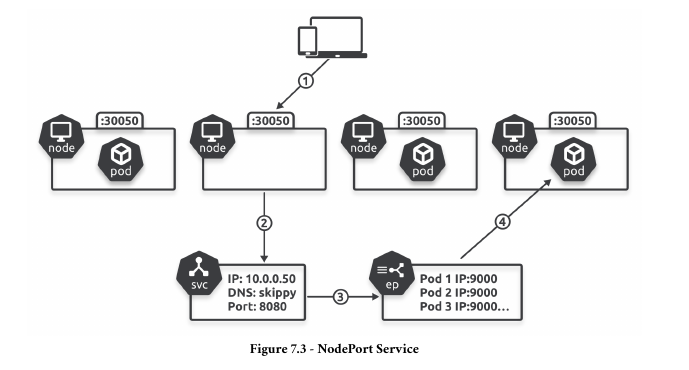 1
:30050
:30050
:30050
:30050
node
node
node
node
pod
pod
pod
2
4
svc
IP: 10.0.0.50
DNS: skippy
Port: 8080
3
ep
Pod 1 IP:9000
Pod 2 IP:9000
Pod 3 IP:9000...
Figure 7.3 - NodePort Service